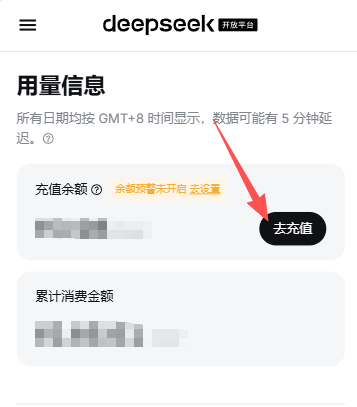 deepseek 开放平台
用量信息
所有日期均按 GMT+8 时间显示，数据可能有 5 分钟延
迟。
充值余额 余额预警未开启 去设置
去充值
累计消费金额